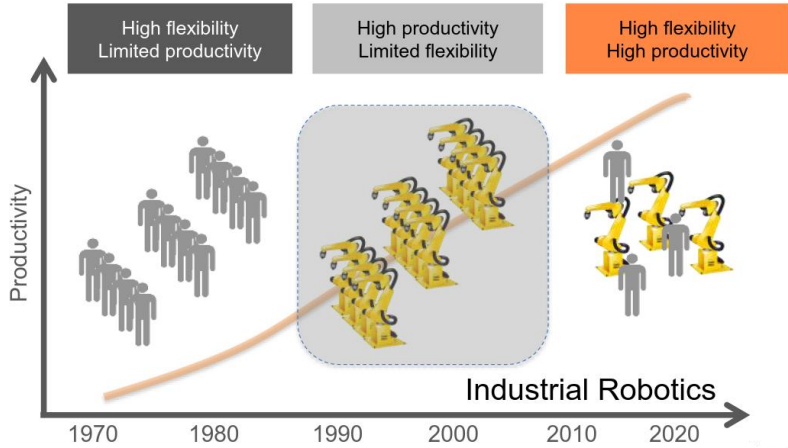 High flexibility
Limited productivity
High productivity
Limited flexibility
High flexibility
High productivity
Productivity
Industrial Robotics
1970
1980
1990
2000
2010
2020